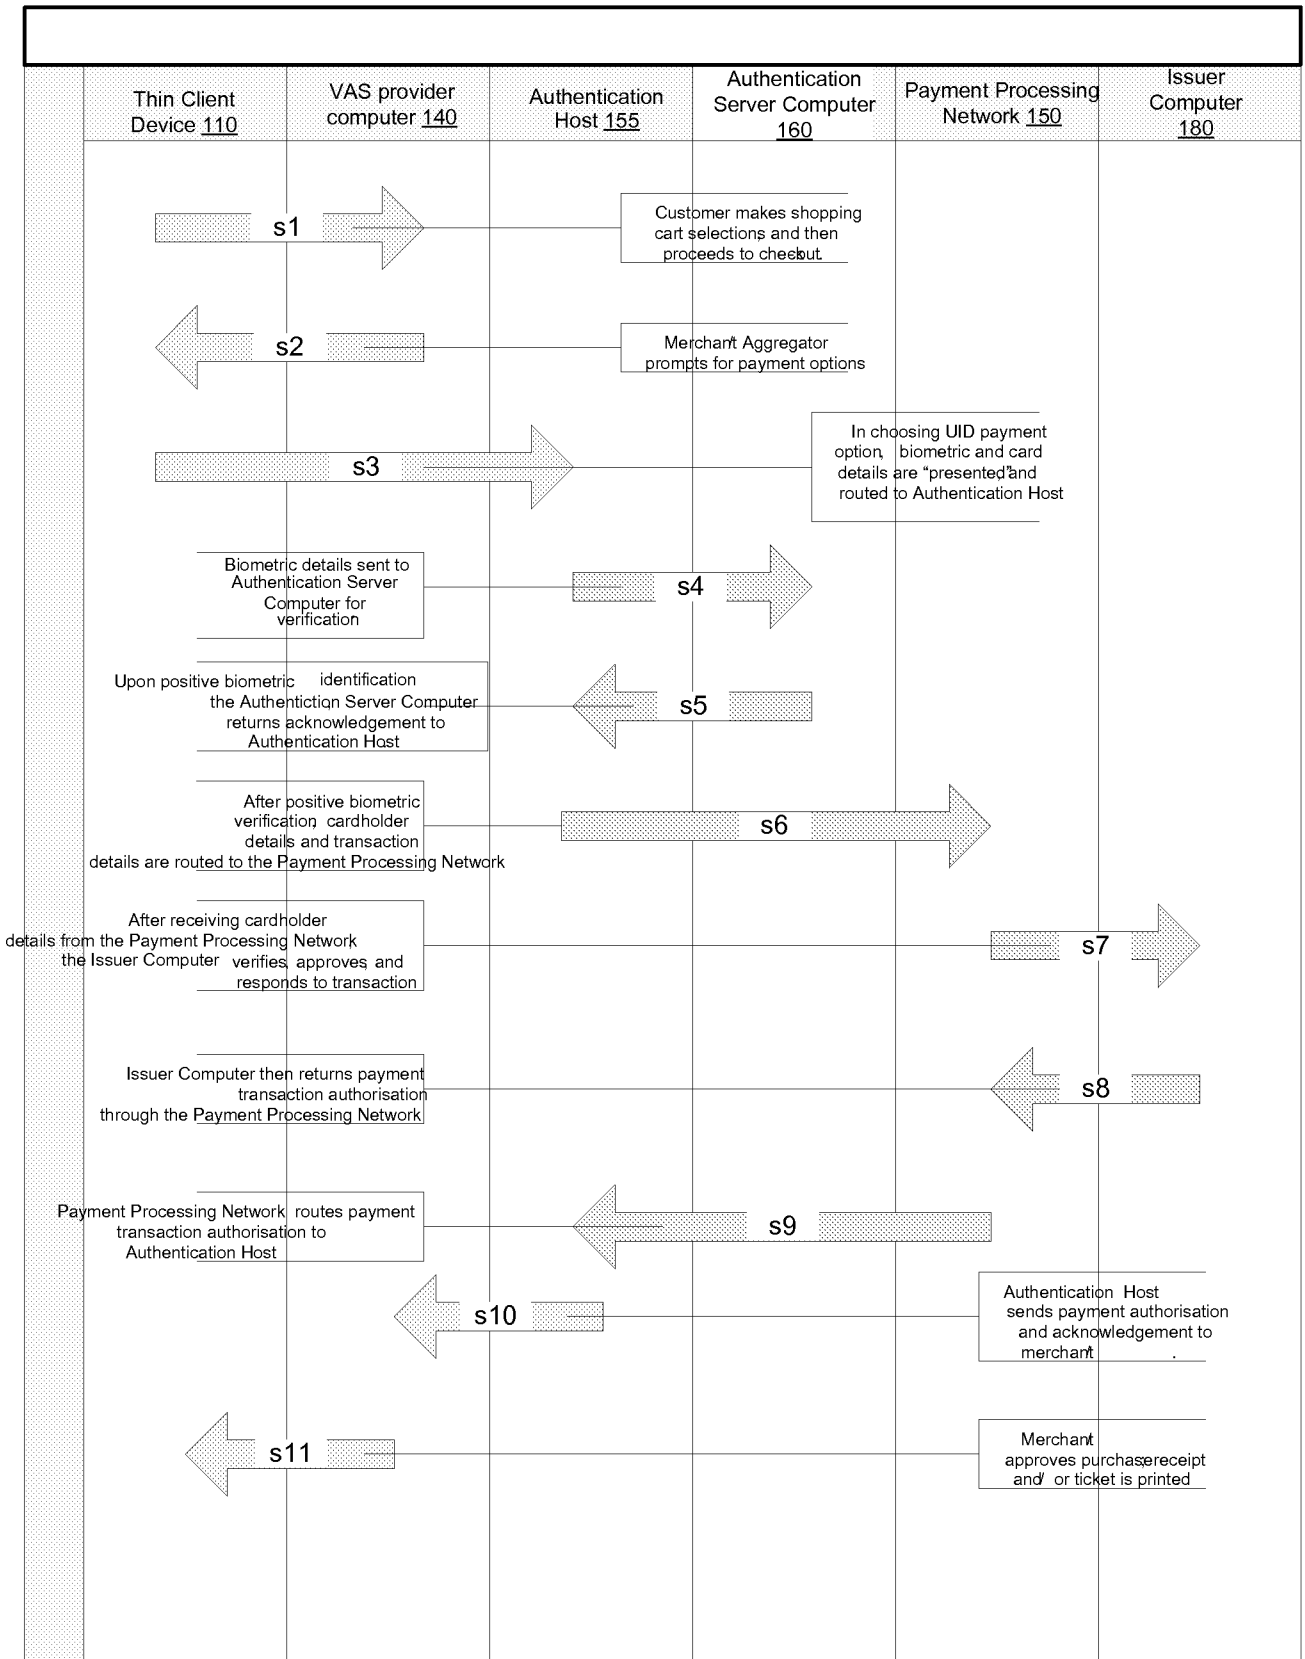 Thin Client
Device 110
VAS provider
computer 140
Authentication
Host 155
Authentication
Server Computer
160
Payment Processing
Network 150
Issuer
Computer
180
s1
Customer makes shopping
cart selections, and then
proceeds to check-out.
s2
Merchant Aggregator
prompts for payment options
s3
In choosing UID payment
option, biometric and card
details are “presented” and
routed to Authentication Host
Biometric details sent to
Authentication Server
Computer for
verification
s4
Upon positive biometric identification
the Authentiction Server Computer
returns acknowledgement to
Authentication Host
s5
After positive biometric
verification, cardholder
details and transaction
details are routed to the Payment Processing Network
s6
After receiving cardholder
details from the Payment Processing Network
the Issuer Computer verifies, approves, and
responds to transaction
s7
Issuer Computer then returns payment
transaction authorisation
through the Payment Processing Network
s8
Payment Processing Network routes payment
transaction authorisation to
Authentication Host
s9
s10
Authentication Host
sends payment authorisation
and acknowledgement to
merchant .
s11
Merchant
approves purchase, receipt
and/ or ticket is printed